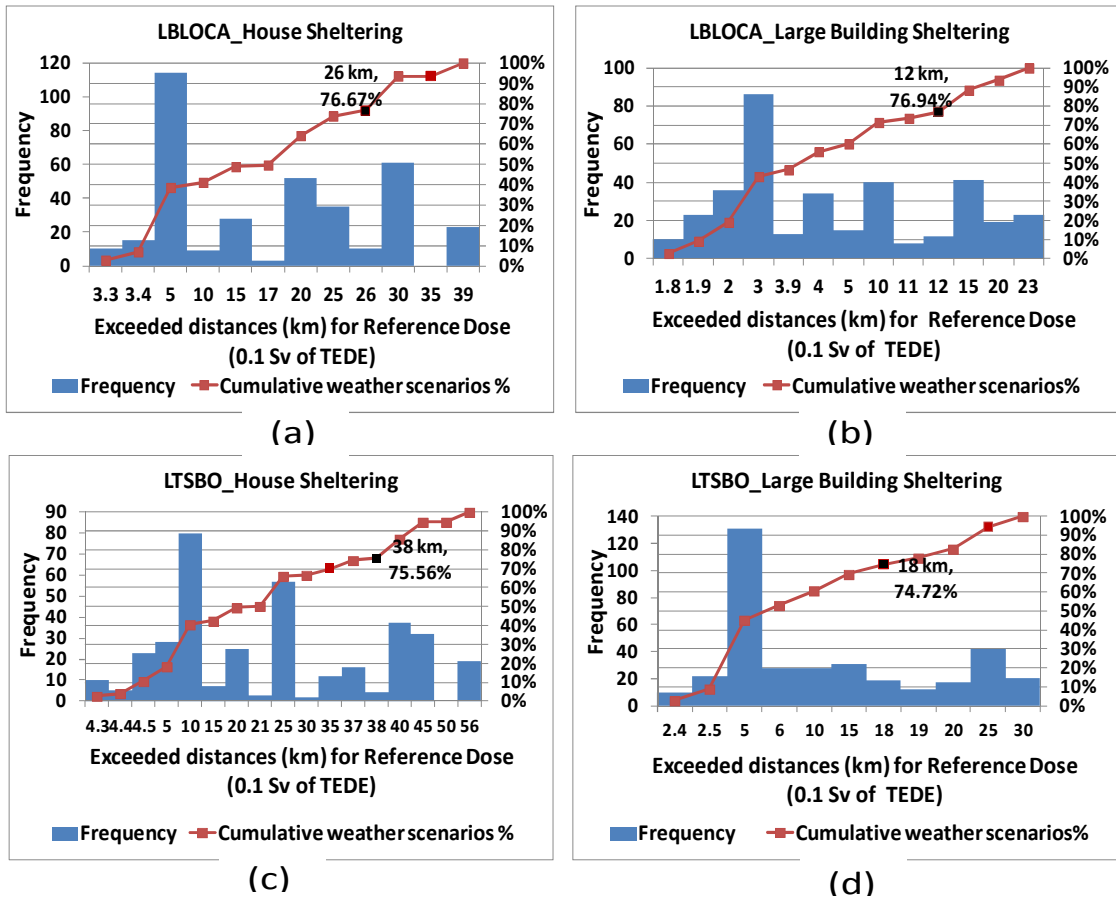 LBLOCA_House Sheltering
120
100
80
60
40
20
0
Frequency
100%
90%
80%
70%
60%
50%
40%
30%
20%
10%
0%
26 km,
76.67%
3.3 3.4 5 10 15 17 20 25 26 30 35 39
Exceeded distances (km) for Reference Dose
(0.1 Sv of TEDE)
Frequency Cumulative weather scenarios %
(a)
LBLOCA_Large Building Sheltering
100
80
60
40
20
0
Frequency
100%
90%
80%
70%
60%
50%
40%
30%
20%
10%
0%
12 km,
76.94%
1.8 1.9 2 3 3.9 4 5 10 11 12 15 20 23
Exceeded distances (km) for Reference Dose
(0.1 Sv of TEDE)
Frequency Cumulative weather scenarios%
(b)
LTSBO_House Sheltering
90
80
70
60
50
40
30
20
10
0
Frequency
100%
90%
80%
70%
60%
50%
40%
30%
20%
10%
0%
38 km,
75.56%
4.3 4.4 4.5 5 10 15 20 21 25 30 35 37 38 40 45 50 56
Exceeded distances (km) for Reference Dose
(0.1 Sv of TEDE)
Frequency Cumulative weather scenarios %
(c)
LTSBO_Large Building Sheltering
140
120
100
80
60
40
20
0
Frequency
100%
90%
80%
70%
60%
50%
40%
30%
20%
10%
0%
18 km,
74.72%
2.4 2.5 5 6 10 15 18 19 20 25 30
Exceeded distances (km) for Reference Dose
(0.1 Sv of TEDE)
Frequency Cumulative weather scenarios%
(d)